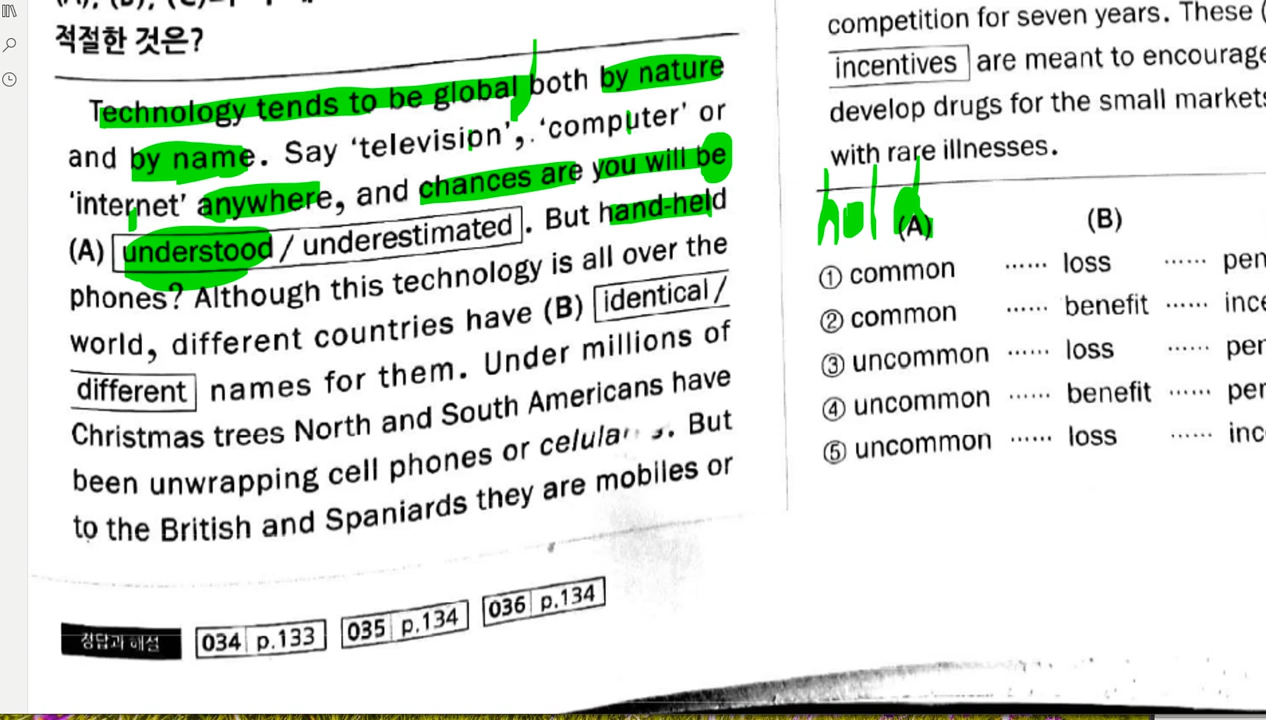 적절한 것은?
Technology tends to be global both by nature
and by name. Say ‘television’, ‘computer’ or
‘internet’ anywhere, and chances are you will be
(A) understood / underestimated . But hand-held
phones? Although this technology is all over the
world, different countries have (B) identical /
different names for them. Under millions of
Christmas trees North and South Americans have
been unwrapping cell phones or celula But
to the British and Spaniards they are mobiles or
정답과 해설 034 p.133 035 p.134 036 p.134
competition for seven years. These (
incentives are meant to encourage
develop drugs for the small markets
with rare illnesses.
hold
(A) (B)
① common ...... loss ...... pen
② common ...... benefit ...... ince
③ uncommon ...... loss ...... per
④ uncommon ...... benefit ...... per
⑤ uncommon ...... loss ...... inc